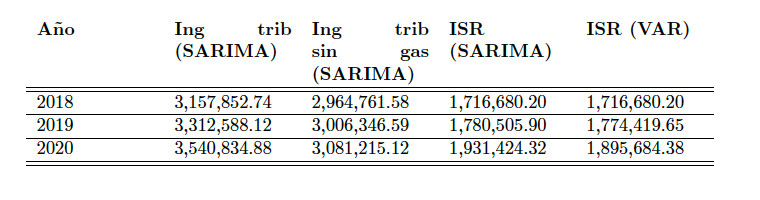 Año Ing trib Ing trib ISR ISR (VAR)
(SARIMA) sin gas (SARIMA)
(SARIMA)
2018 3,157,852.74 2,964,761.58 1,716,680.20 1,716,680.20
2019 3,312,588.12 3,006,346.59 1,780,505.90 1,774,419.65
2020 3,540,834.88 3,081,215.12 1,931,424.32 1,895,684.38